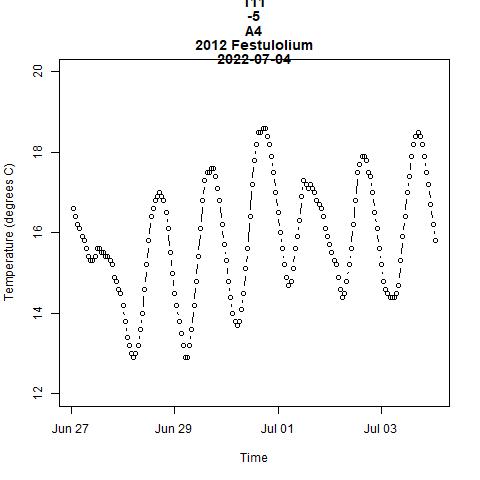 T11
-5
A4
2012 Festulolium
2022-07-04
Temperature (degrees C)
20
18
16
14
12
Jun 27 Jun 29 Jul 01 Jul 03
Time